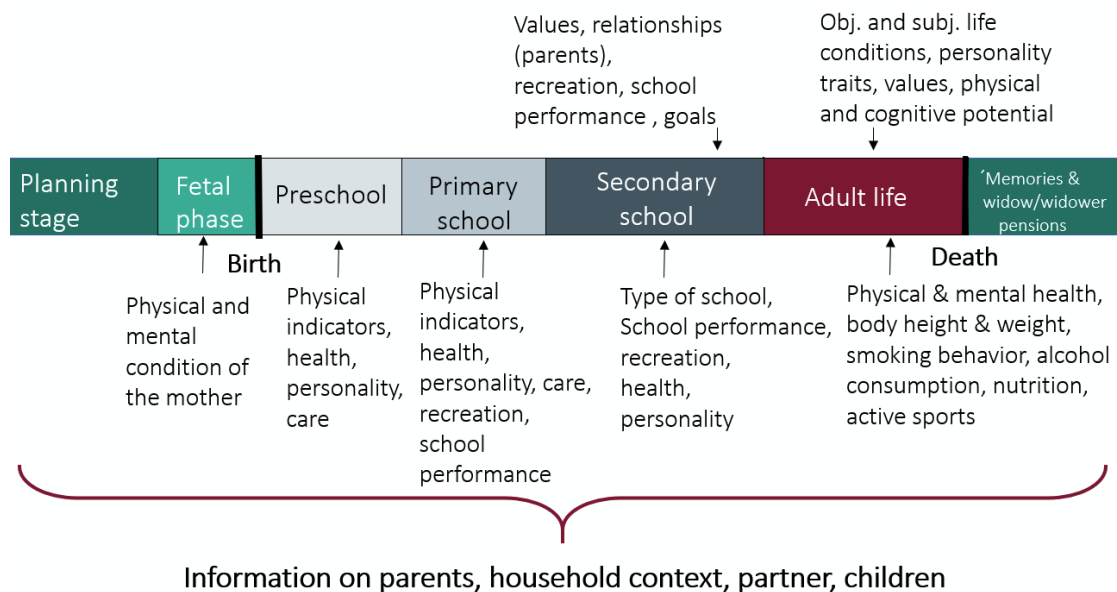 Values, relationships
(parents),
recreation, school
performance , goals
Obj. and subj. life
conditions, personality
traits, values, physical
and cognitive potential
Planning
stage
Fetal
phase
Preschool
Primary
school
Secondary
school
Adult life
´Memories &
widow/widower
pensions
Birth
Death
Physical and
mental
condition of
the mother
Physical
indicators,
health,
personality,
care
Physical
indicators,
health,
personality, care,
recreation,
school
performance
Type of school,
School performance,
recreation,
health,
personality
Physical & mental health,
body height & weight,
smoking behavior, alcohol
consumption, nutrition,
active sports
Information on parents, household context, partner, children